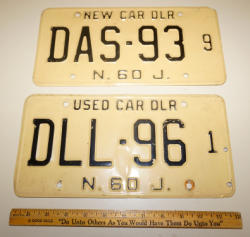 NEW CAR DLR
DAS-93 9
N. 60 J.
USED CAR DLR
DLL-96 1
N. 60 J.
"Do Unto Others As You Would Have Them Do Unto You"